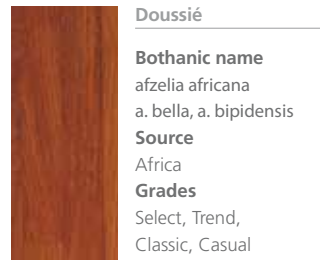 Doussié
Bothanic name
afzelia africana
a. bella, a. bipidensis
Source
Africa
Grades
Select, Trend,
Classic, Casual